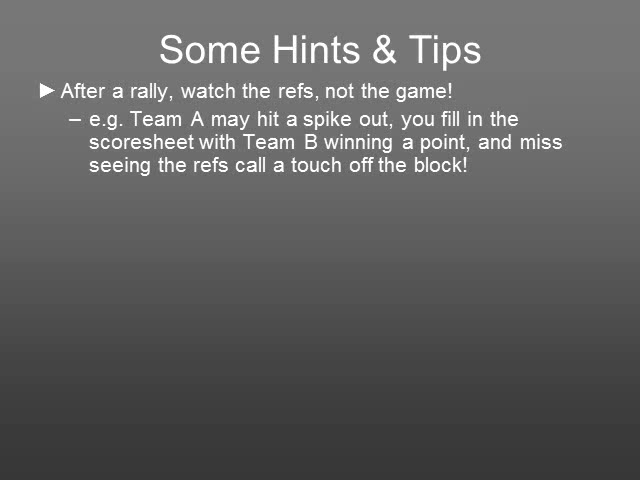 Some Hints & Tips
►After a rally, watch the refs, not the game!
– e.g. Team A may hit a spike out, you fill in the
scoresheet with Team B winning a point, and miss
seeing the refs call a touch off the block!